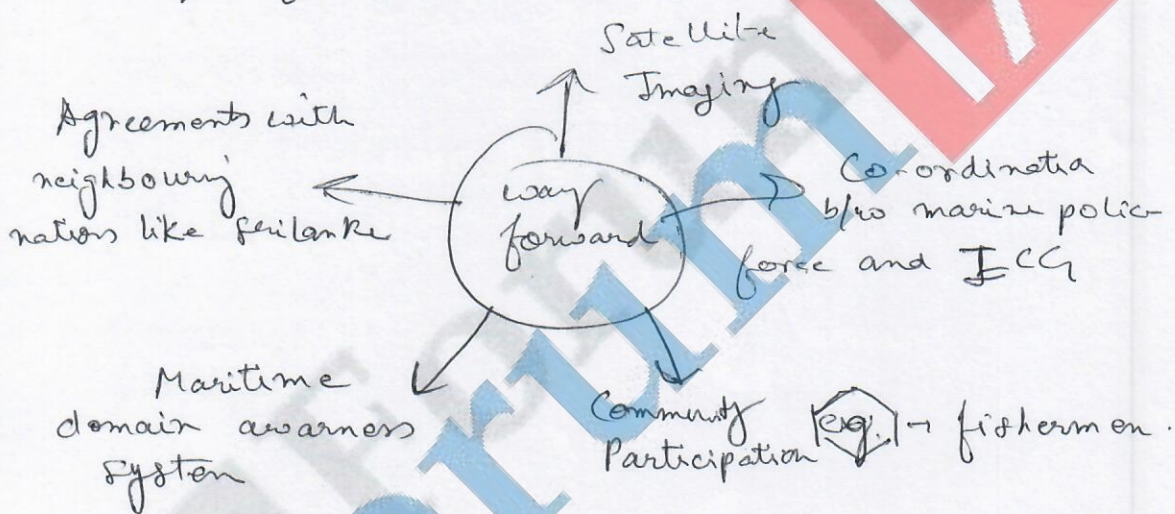 Satellite
Imaging
Agreements with
neighbouring
nations like Srilanka
way
forward
Co-ordination
b/w marine police
force and ICG
Maritime
domain awarness
system
Community
Participation eg. → fishermen.